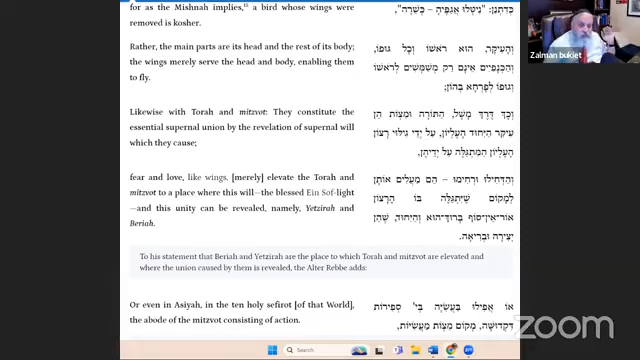 for as the Mishnah implies,¹¹ a bird whose wings were
removed is kosher.
כְּדִתְנַן: "נִיטְּלוּ אֲגַפֶּיהָ – כְּשֵׁרָה",
Rather, the main parts are its head and the rest of its body;
the wings merely serve the head and body, enabling them
to fly.
וְהָעִיקָּר, הוּא רֹאשׁוֹ וְכָל גּוּפוֹ,
וְהַכְּנָפַיִים אֵינָם רַק מְשַׁמְּשִׁים לְרֹאשׁוֹ
וְגוּפוֹ לְפָרְחָא בְּהוֹן;
Likewise with Torah and mitzvot: They constitute the
essential supernal union by the revelation of supernal will
which they cause;
וְכָךְ דֶּרֶךְ מָשָׁל, הַתּוֹרָה וּמִצְוֹת הֵן
עִיקַּר הַיִּחוּד הָעֶלְיוֹן, עַל יְדֵי גִּילּוּי רָצוֹן
הָעֶלְיוֹן הַמִּתְגַּלֶּה עַל יְדֵיהֶן,
fear and love, like wings, [merely] elevate the Torah and
mitzvot to a place where this will—the blessed Ein Sof-light
—and this unity can be revealed, namely, Yetzirah and
Beriah.
וְהַדְּחִילוּ וּרְחִימוּ – הֵם מַעֲלִים אוֹתָן
לְמָקוֹם שֶׁיִּתְגַּלֶּה בּוֹ הָרָצוֹן
אוֹר־אֵין־סוֹף בָּרוּךְ־הוּא וְהַיִּחוּד, שֶׁהֵן
יְצִירָה וּבְרִיאָה.
To his statement that Beriah and Yetzirah are the place to which Torah and mitzvot are elevated and
where the union caused by them is revealed, the Alter Rebbe adds:
Or even in Asiyah, in the ten holy sefirot [of that World],
the abode of the mitzvot consisting of action.
אוֹ אֲפִילּוּ בַּעֲשִׂיָּה בְּי' סְפִירוֹת
דִּקְדוּשָּׁה, מְקוֹם מִצְוֹת מַעֲשִׂיּוֹת,
Zalman bukiet
Search
zoom